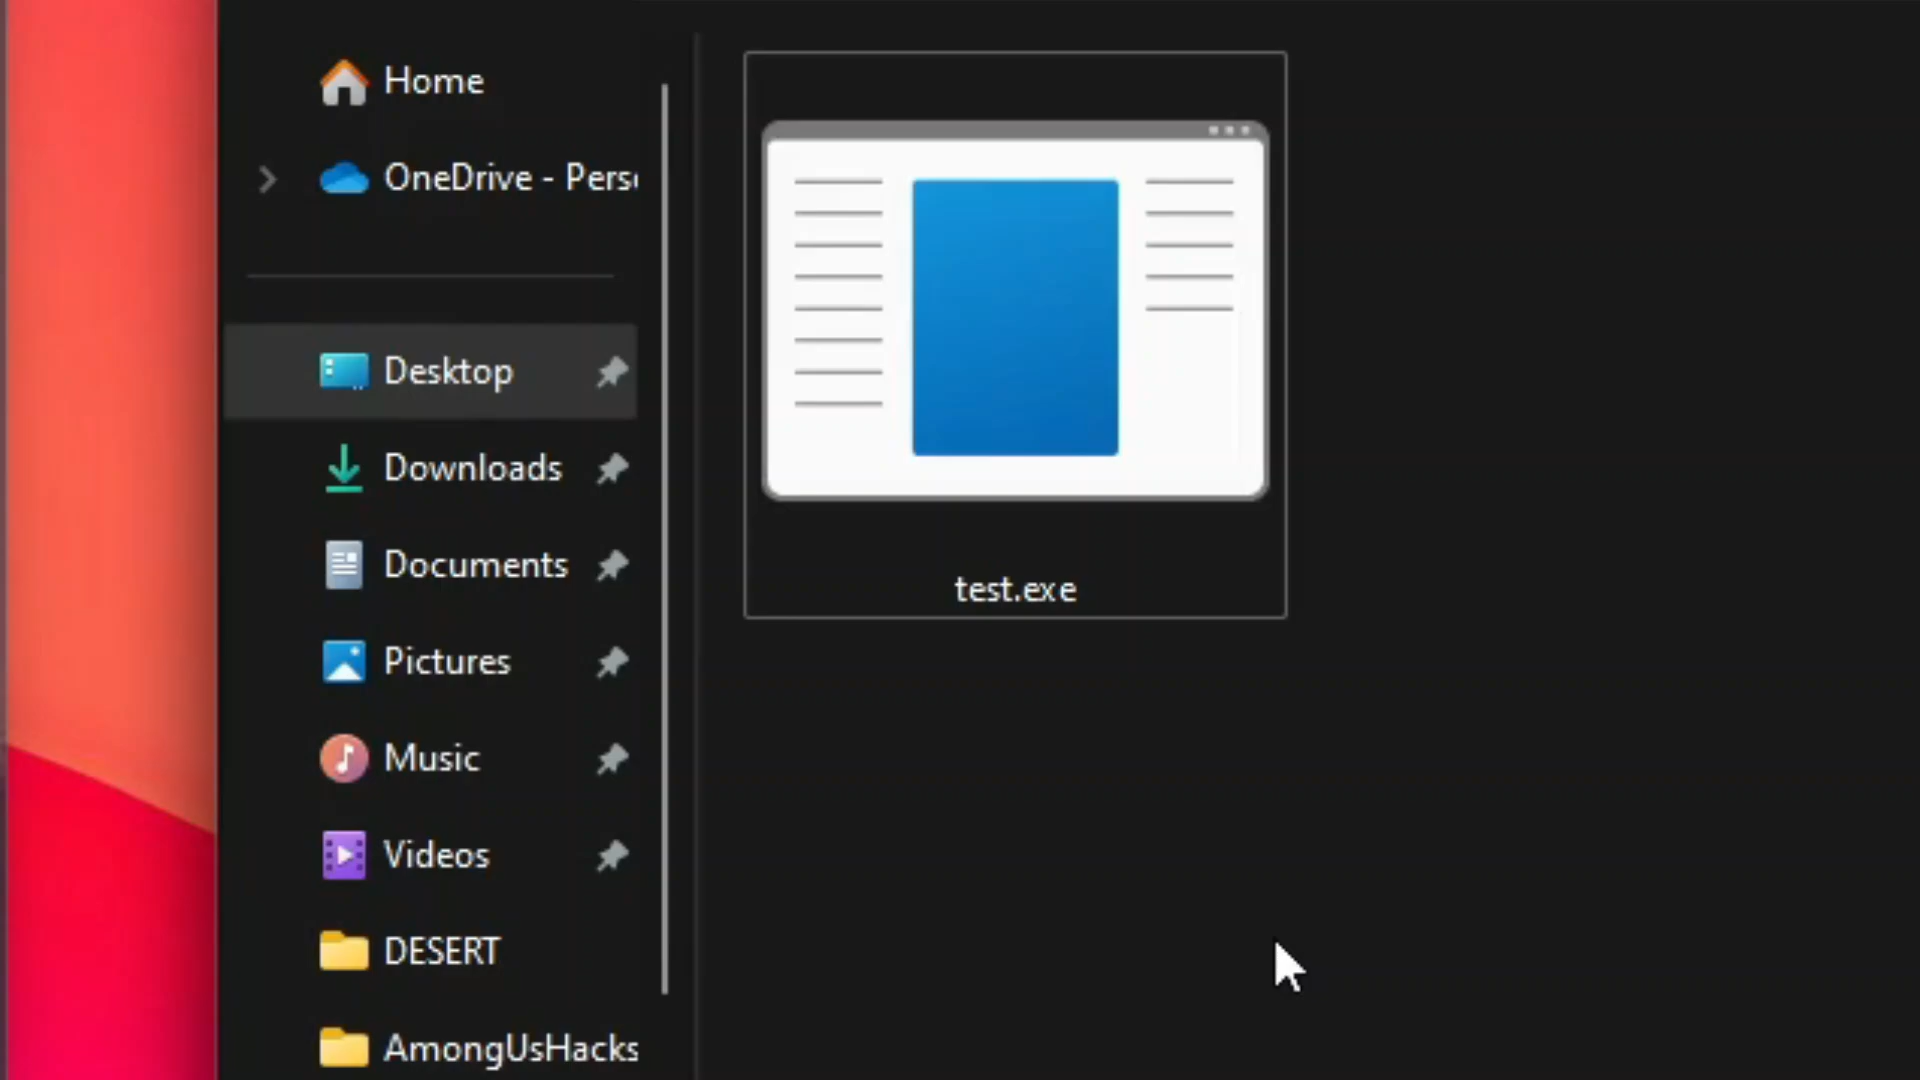 Home
OneDrive - Pers
Desktop
Downloads
Documents
Pictures
Music
Videos
DESERT
AmongUsHacks
test.exe